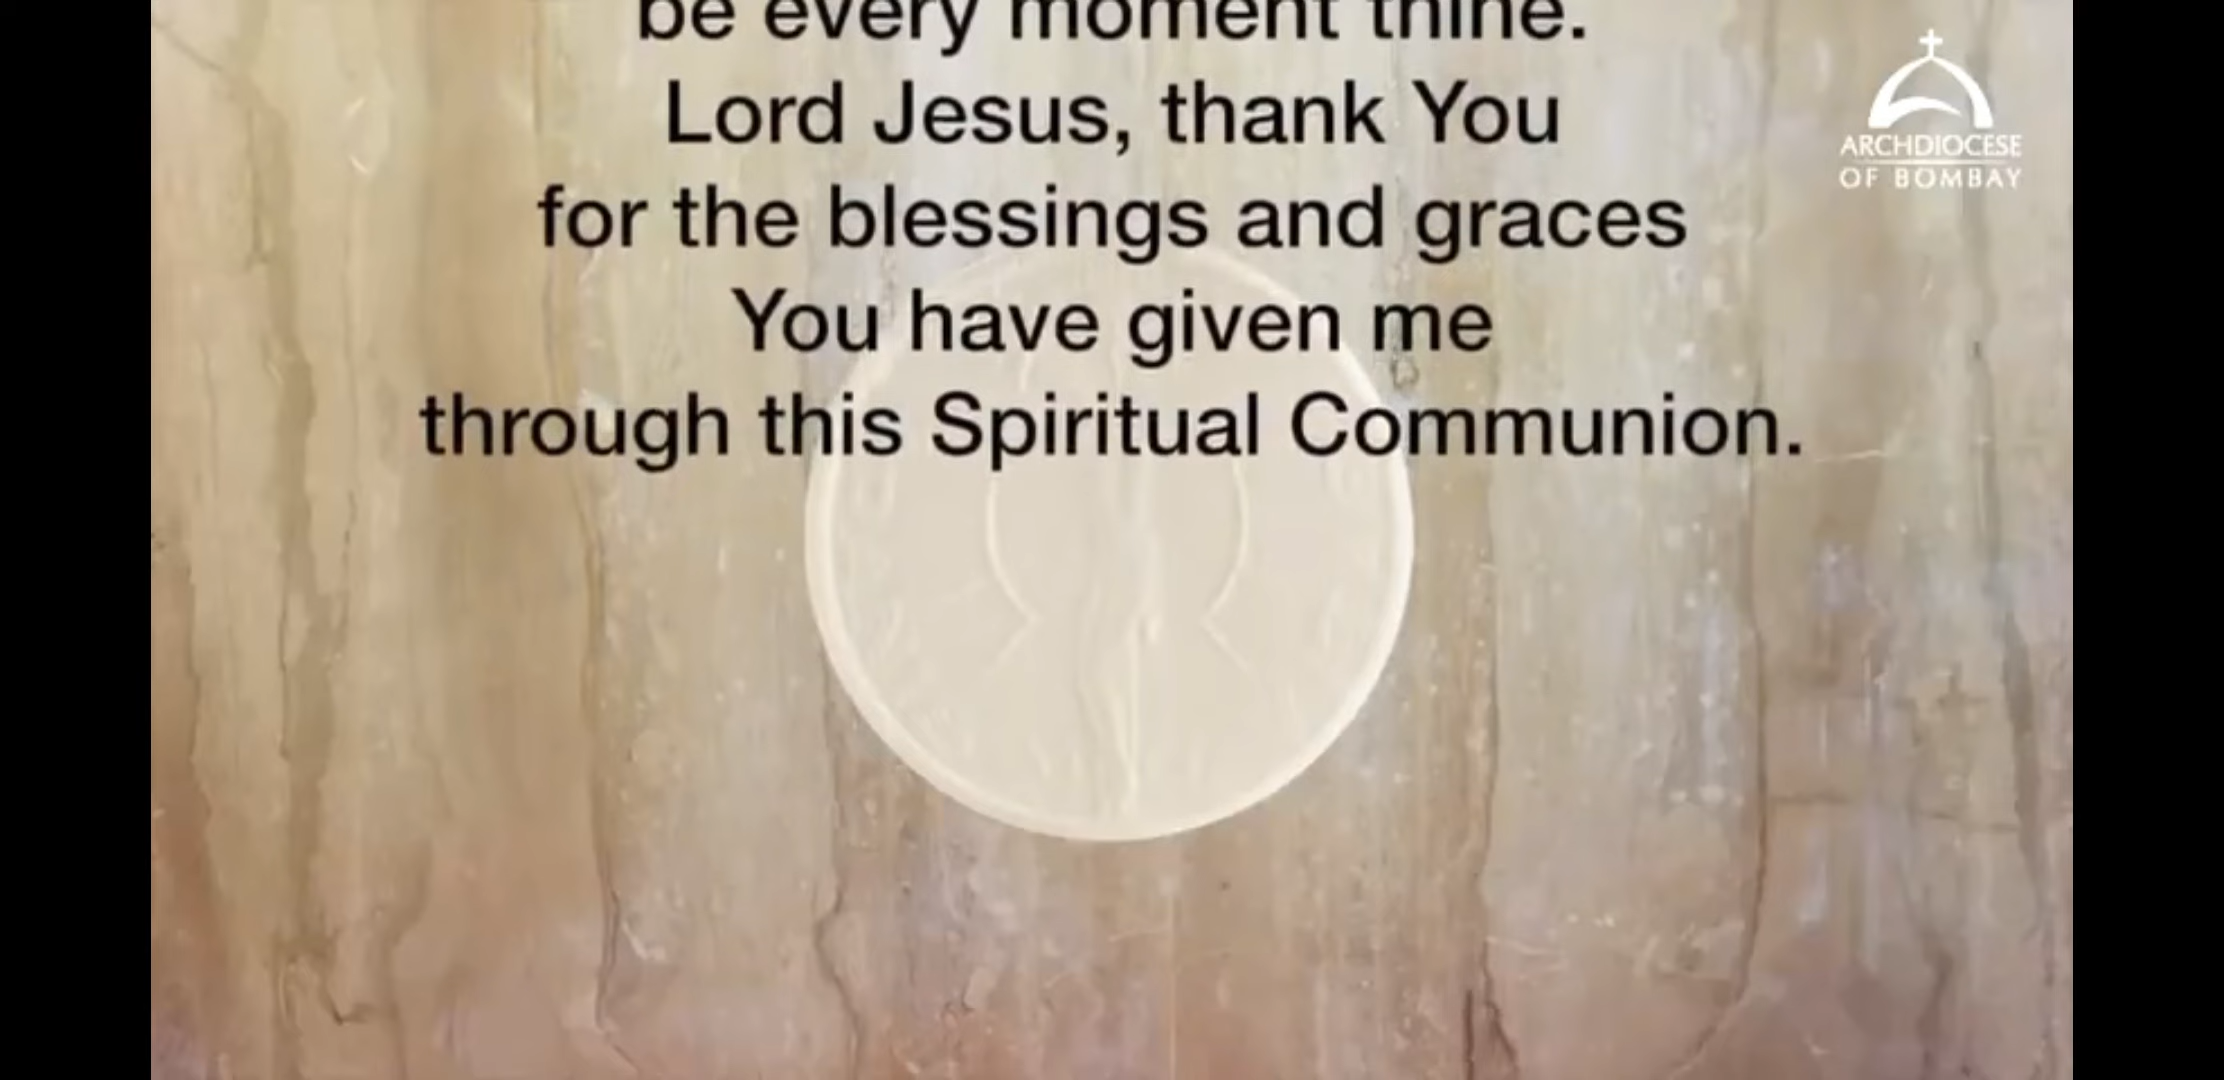 be every moment thine.
Lord Jesus, thank You
for the blessings and graces
You have given me
through this Spiritual Communion.
ARCHDIOCESE
OF BOMBAY